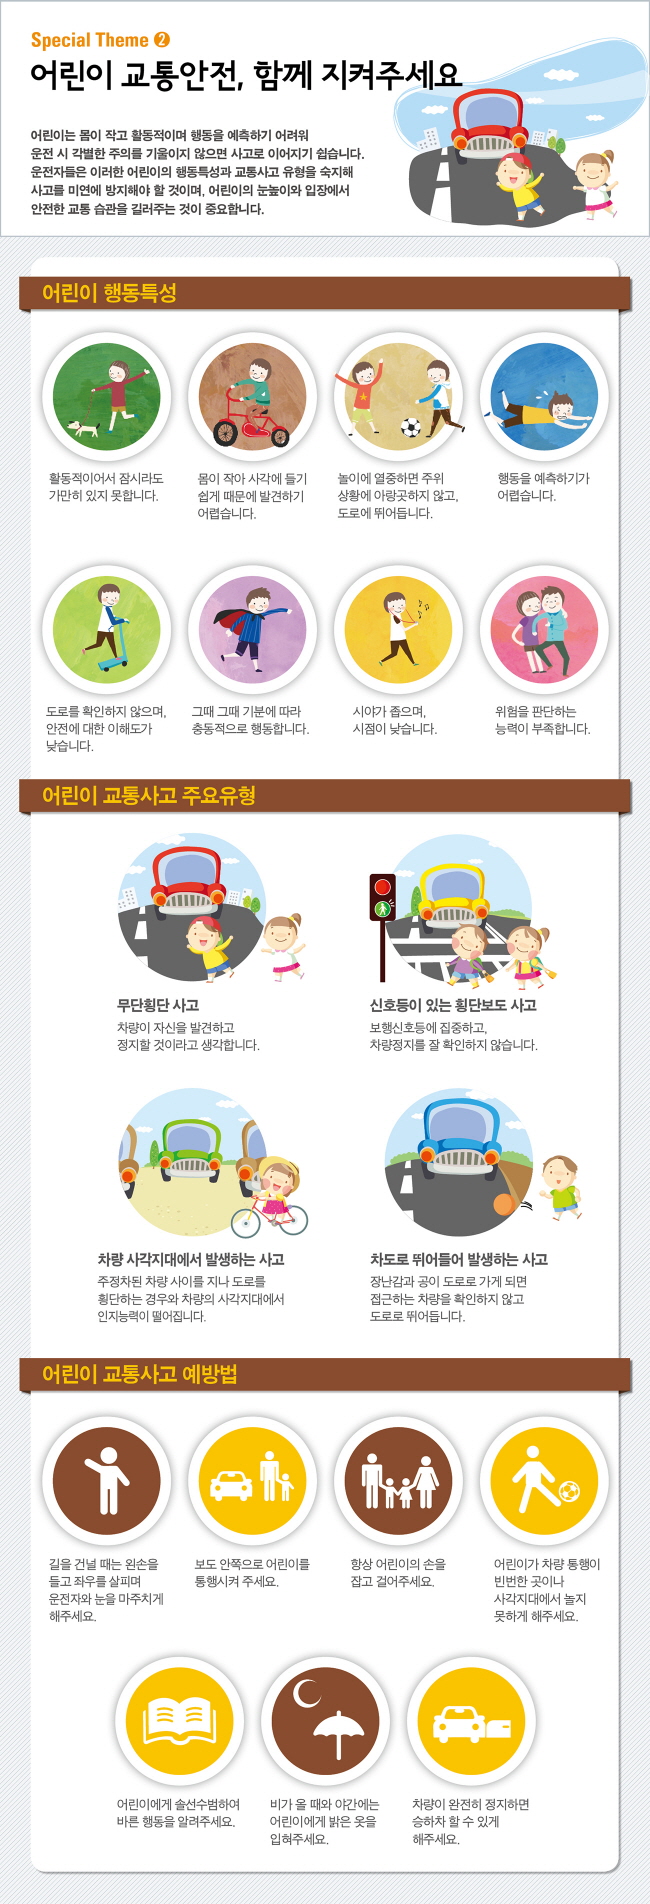 Special Theme 2
어린이 교통안전, 함께 지켜주세요
어린이는 몸이 작고 활동적이며 행동을 예측하기 어려워
운전 시 각별한 주의를 기울이지 않으면 사고로 이어지기 쉽습니다.
운전자들은 이러한 어린이의 행동특성과 교통사고 유형을 숙지해
사고를 미연에 방지해야 할 것이며, 어린이의 눈높이와 입장에서
안전한 교통 습관을 길러주는 것이 중요합니다.
어린이 행동특성
활동적이어서 잠시라도
가만히 있지 못합니다.
몸이 작아 사각에 들기
쉽게 때문에 발견하기
어렵습니다.
놀이에 열중하면 주위
상황에 아랑곳하지 않고,
도로에 뛰어듭니다.
행동을 예측하기가
어렵습니다.
도로를 확인하지 않으며,
안전에 대한 이해도가
낮습니다.
그때 그때 기분에 따라
충동적으로 행동합니다.
시야가 좁으며,
시점이 낮습니다.
위험을 판단하는
능력이 부족합니다.
어린이 교통사고 주요유형
무단횡단 사고
차량이 자신을 발견하고
정지할 것이라고 생각합니다.
신호등이 있는 횡단보도 사고
보행신호등에 집중하고,
차량정지를 잘 확인하지 않습니다.
차량 사각지대에서 발생하는 사고
주정차된 차량 사이를 지나 도로를
횡단하는 경우와 차량의 사각지대에서
인지능력이 떨어집니다.
차도로 뛰어들어 발생하는 사고
장난감과 공이 도로로 가게 되면
접근하는 차량을 확인하지 않고
도로로 뛰어듭니다.
어린이 교통사고 예방법
길을 건널 때는 왼손을
들고 좌우를 살피며
운전자와 눈을 마주치게
해주세요.
보도 안쪽으로 어린이를
통행시켜 주세요.
항상 어린이의 손을
잡고 걸어주세요.
어린이가 차량 통행이
빈번한 곳이나
사각지대에서 놀지
못하게 해주세요.
어린이에게 솔선수범하여
바른 행동을 알려주세요.
비가 올 때와 야간에는
어린이에게 밝은 옷을
입혀주세요.
차량이 완전히 정지하면
승하차 할 수 있게
해주세요.